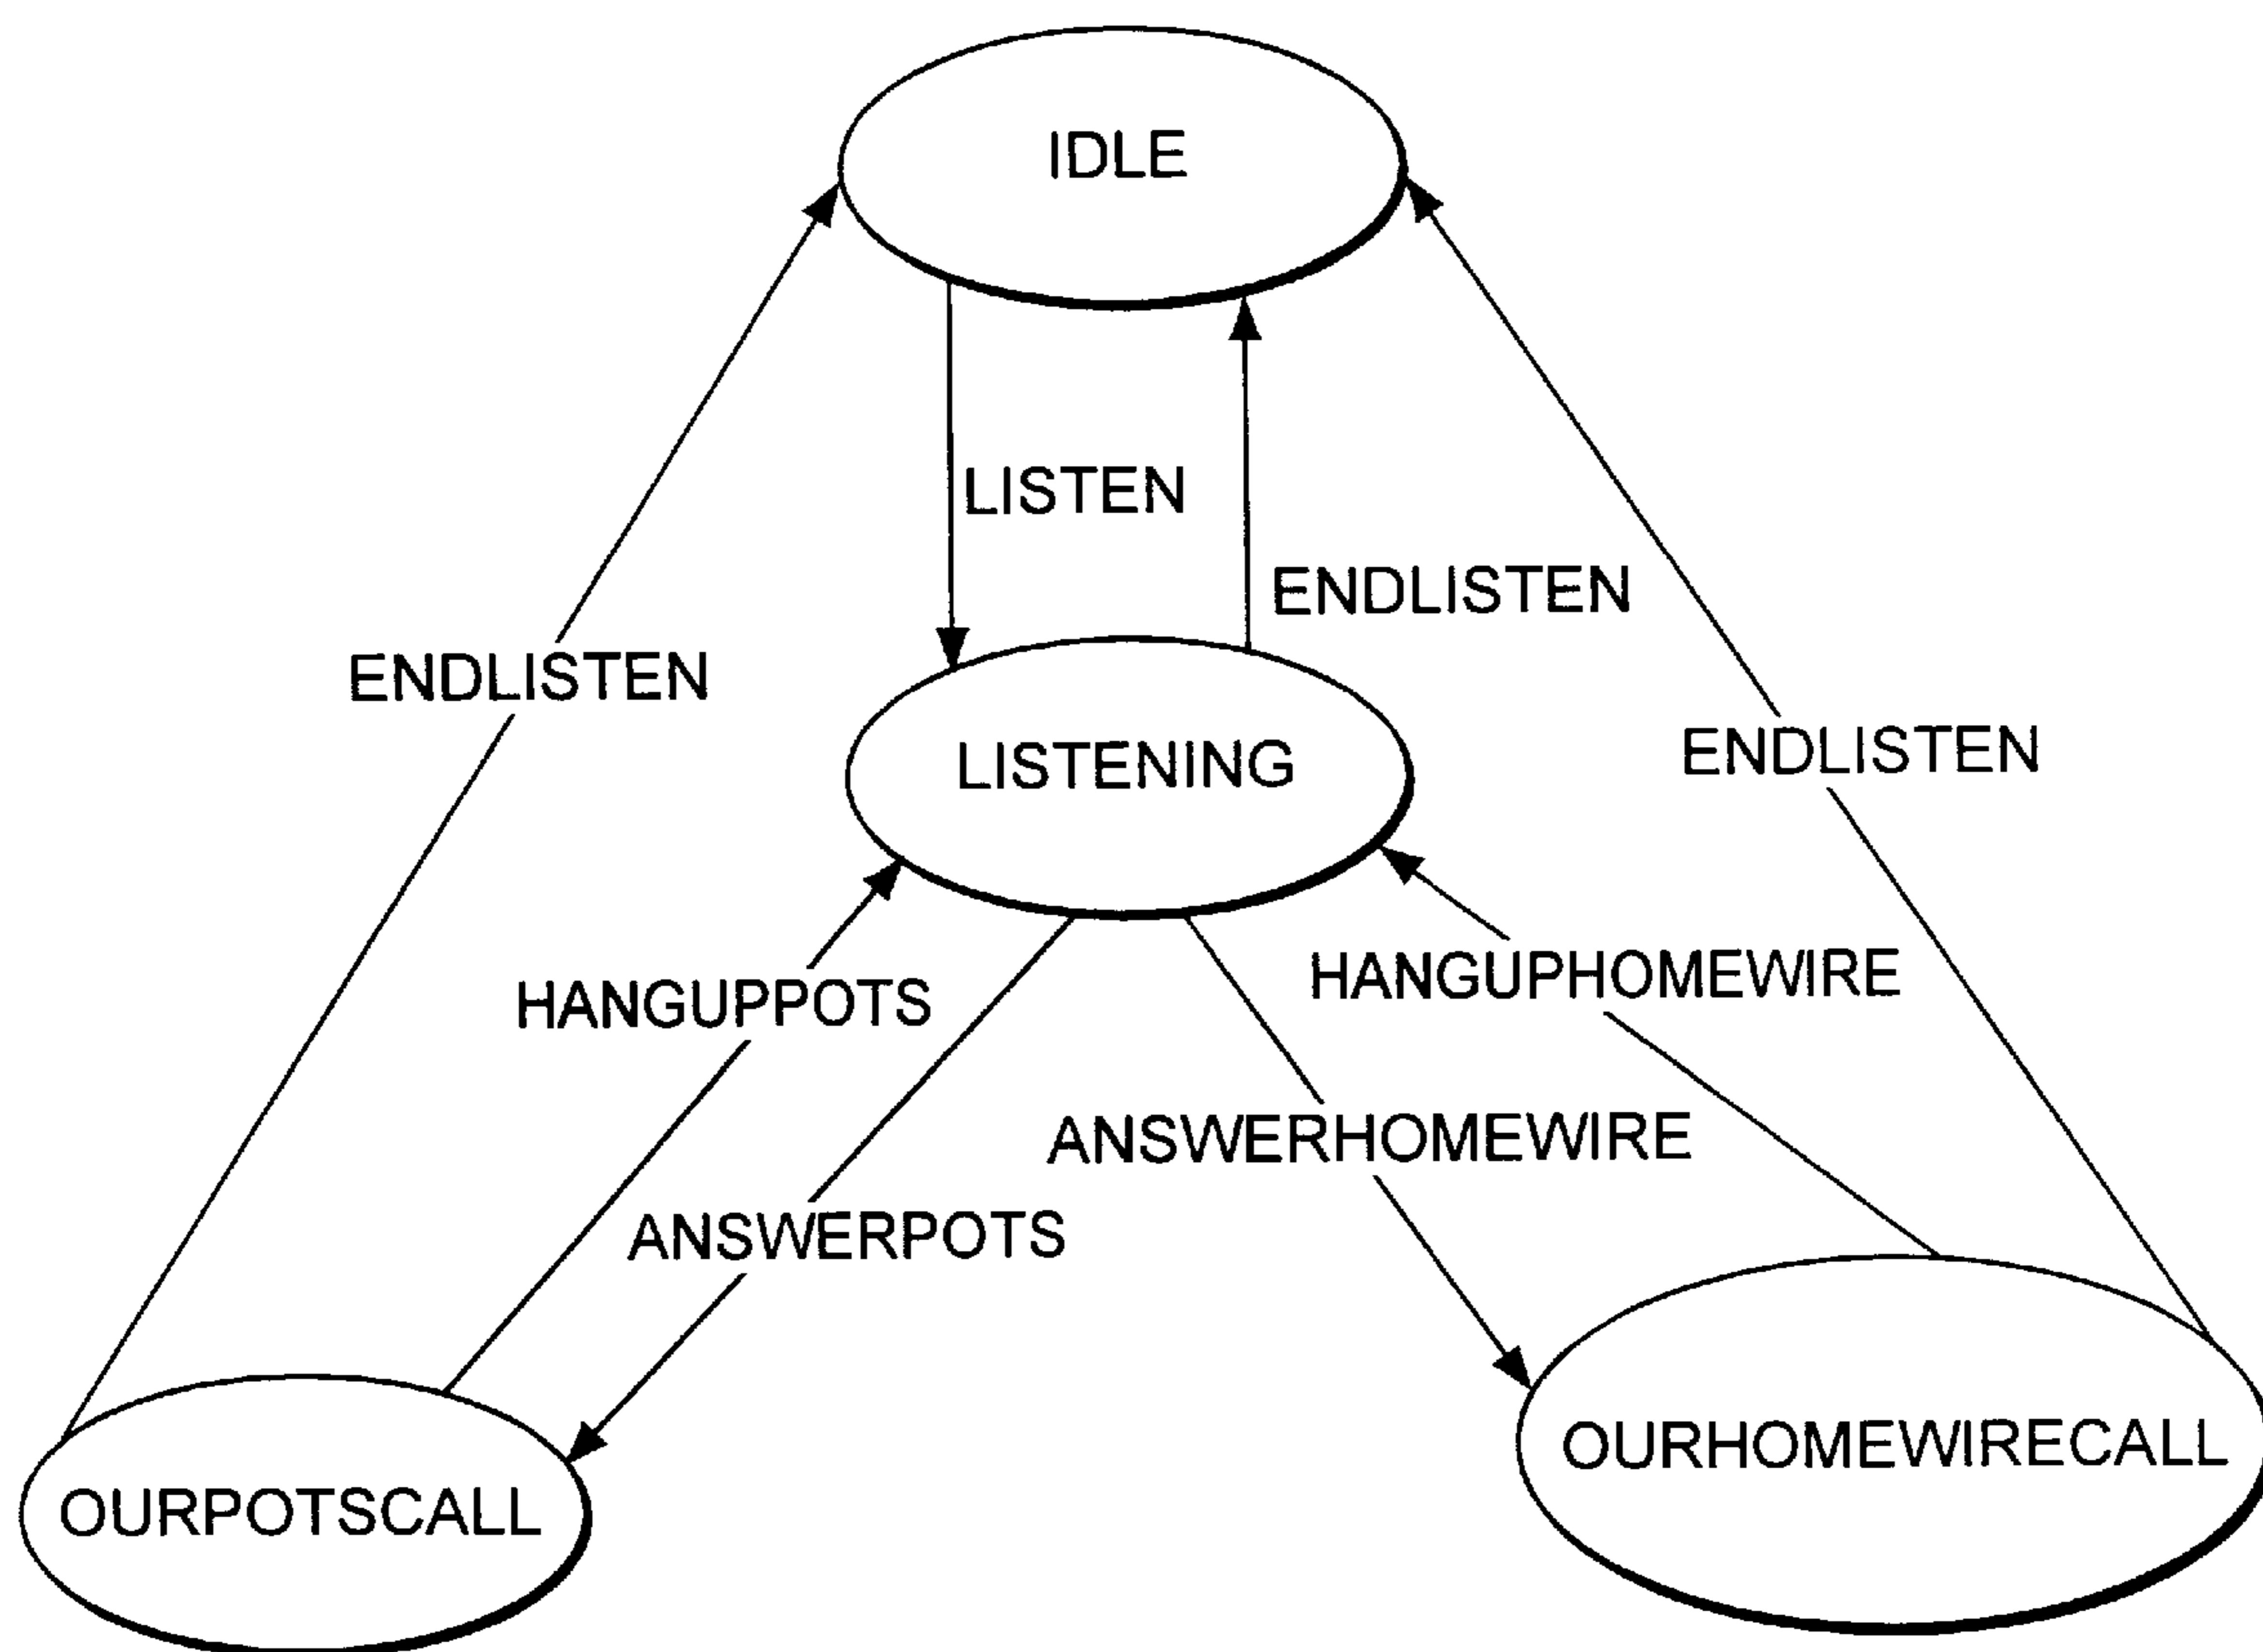 IDLE
LISTEN
ENDLISTEN
ENDLISTEN
ENDLISTEN
LISTENING
HANGUPPOTS
HANGUPHOMEWIRE
ANSWERHOMEWIRE
ANSWERPOTS
OURHOMEWIRECALL
OURPOTSCALL